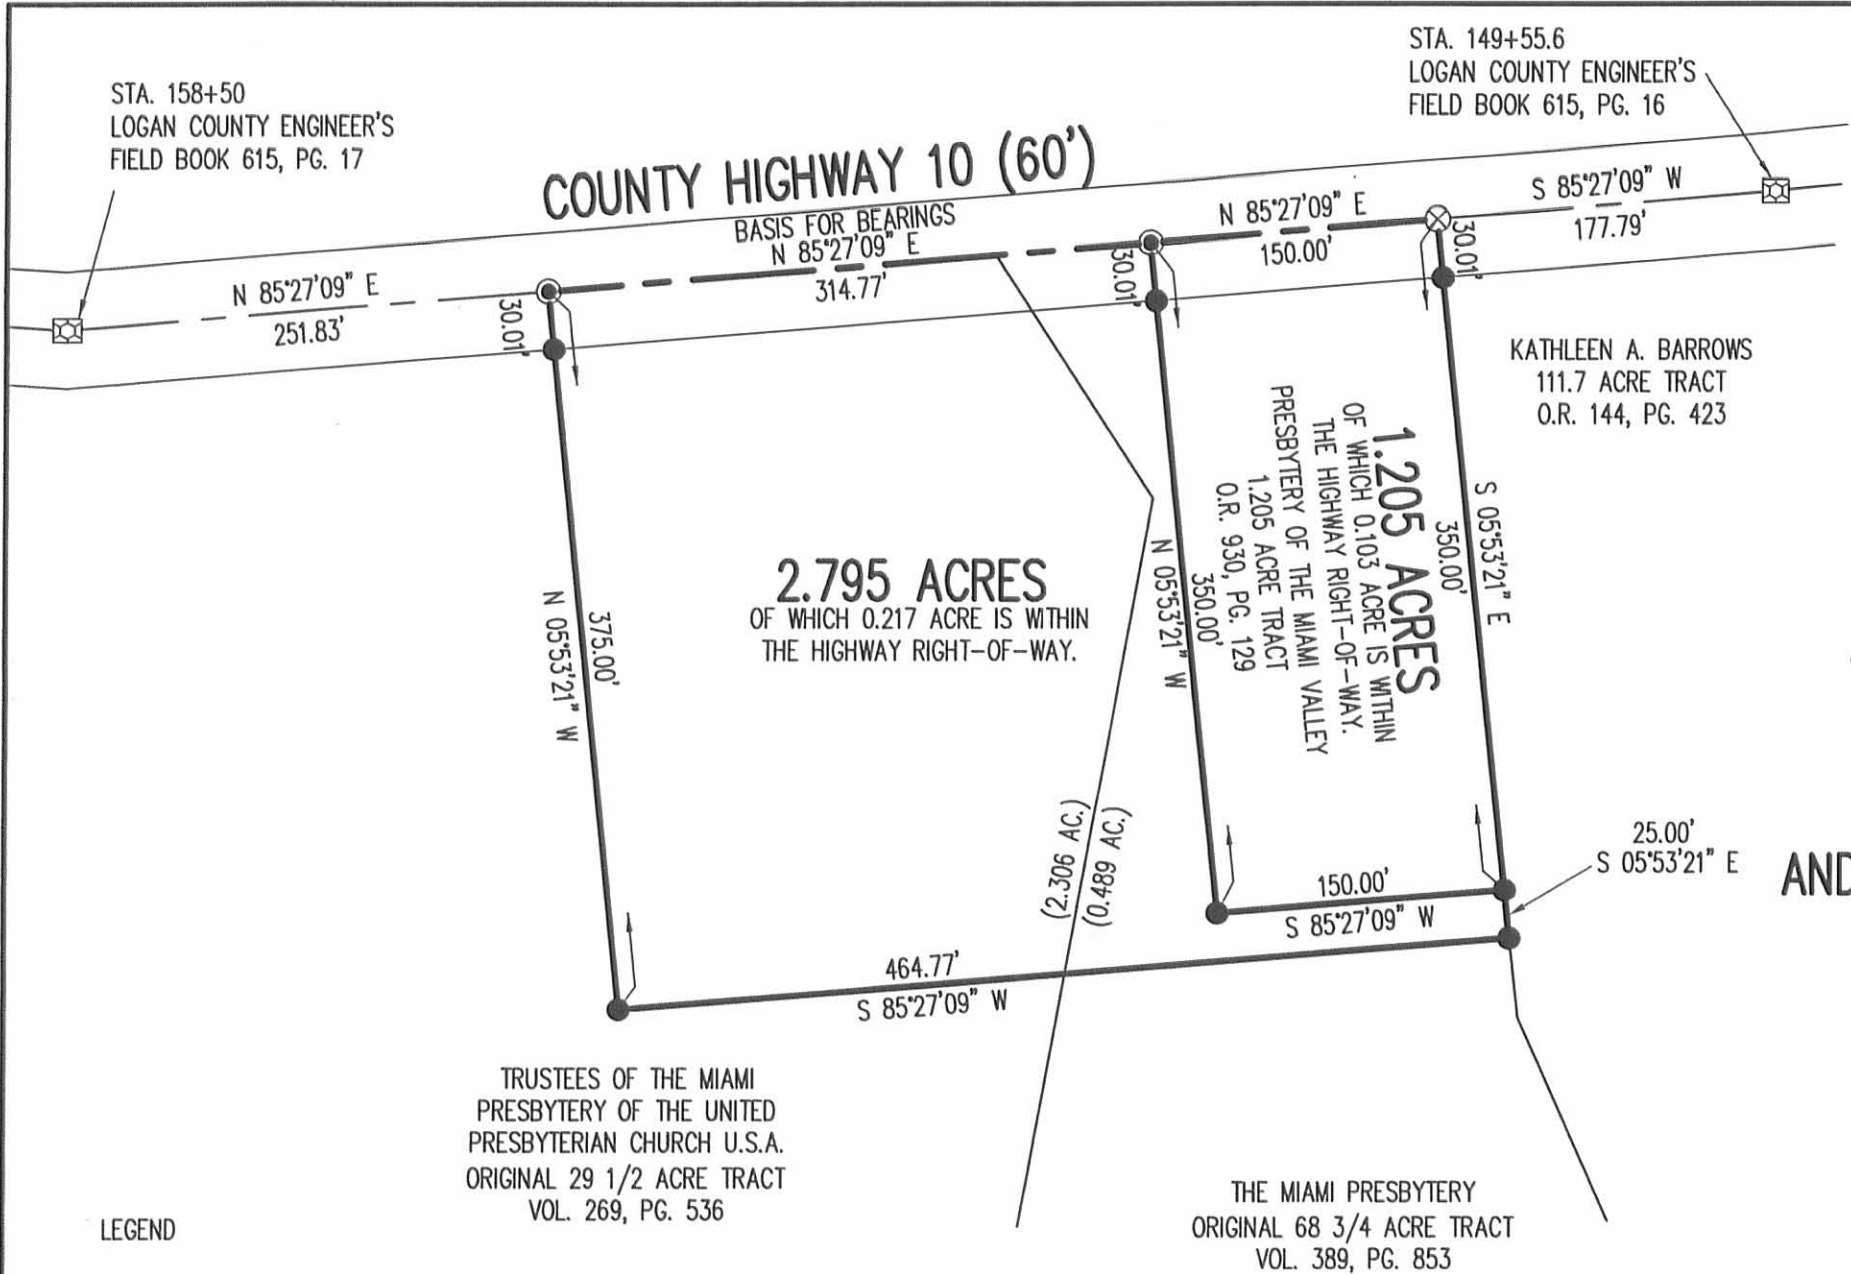 STA. 158+50
LOGAN COUNTY ENGINEER'S
FIELD BOOK 615, PG. 17
STA. 149+55.6
LOGAN COUNTY ENGINEER'S
FIELD BOOK 615, PG. 16
COUNTY HIGHWAY 10 (60')
BASIS FOR BEARINGS
N 85°27'09" E
314.77'
N 85°27'09" E
150.00'
S 85°27'09" W
177.79'
N 85°27'09" E
251.83'
30.01'
30.01'
30.01'
KATHLEEN A. BARROWS
111.7 ACRE TRACT
O.R. 144, PG. 423
1.205 ACRES
OF WHICH 0.103 ACRE IS WITHIN
THE HIGHWAY RIGHT-OF-WAY.
PRESBYTERY OF THE MIAMI VALLEY
1.205 ACRE TRACT
O.R. 930, PG. 129
S 05°53'21" E
350.00'
N 05°53'21" W
350.00'
2.795 ACRES
OF WHICH 0.217 ACRE IS WITHIN
THE HIGHWAY RIGHT-OF-WAY.
375.00'
N 05°53'21" W
(2.306 AC.)
(0.489 AC.)
25.00'
S 05°53'21" E
AND
150.00'
S 85°27'09" W
464.77'
S 85°27'09" W
TRUSTEES OF THE MIAMI
PRESBYTERY OF THE UNITED
PRESBYTERIAN CHURCH U.S.A.
ORIGINAL 29 1/2 ACRE TRACT
VOL. 269, PG. 536
THE MIAMI PRESBYTERY
ORIGINAL 68 3/4 ACRE TRACT
VOL. 389, PG. 853
LEGEND